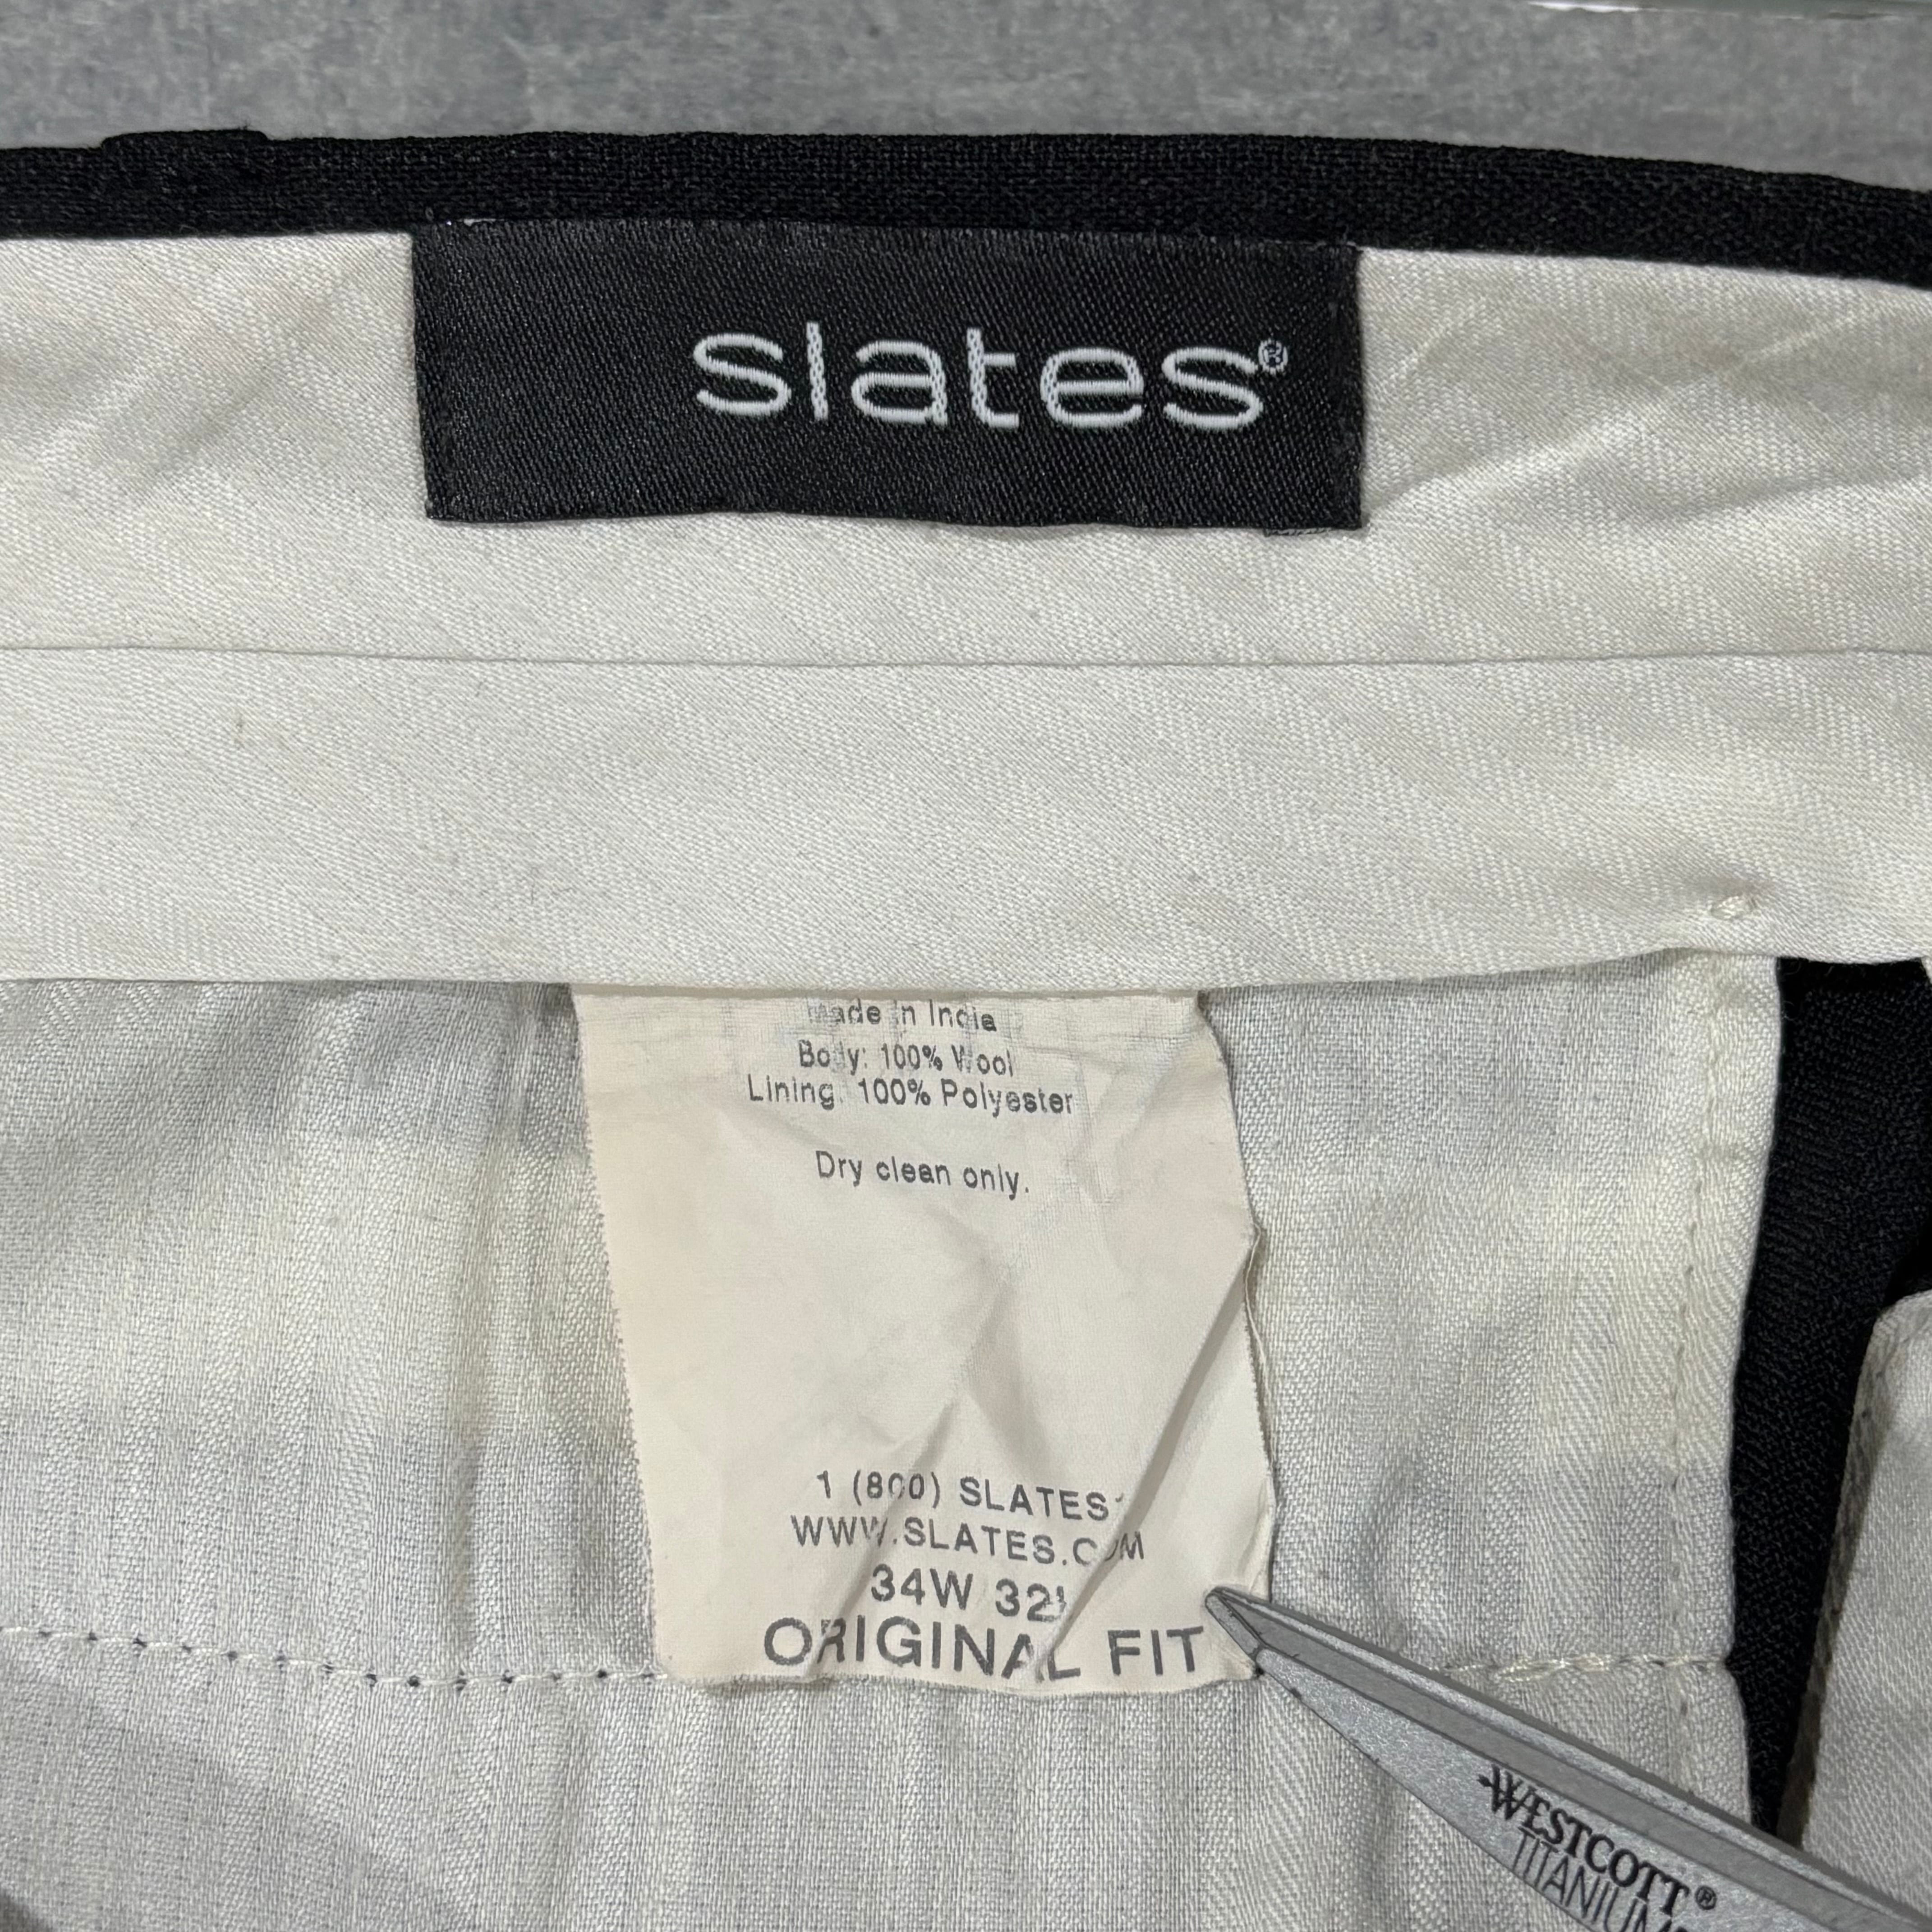 slates®
Made in India
Body: 100% Wool
Lining: 100% Polyester
Dry clean only.
1 (800) SLATES1
WWW.SLATES.COM
34W 32L
ORIGINAL FIT
WESTCOTT®
TITANIUM